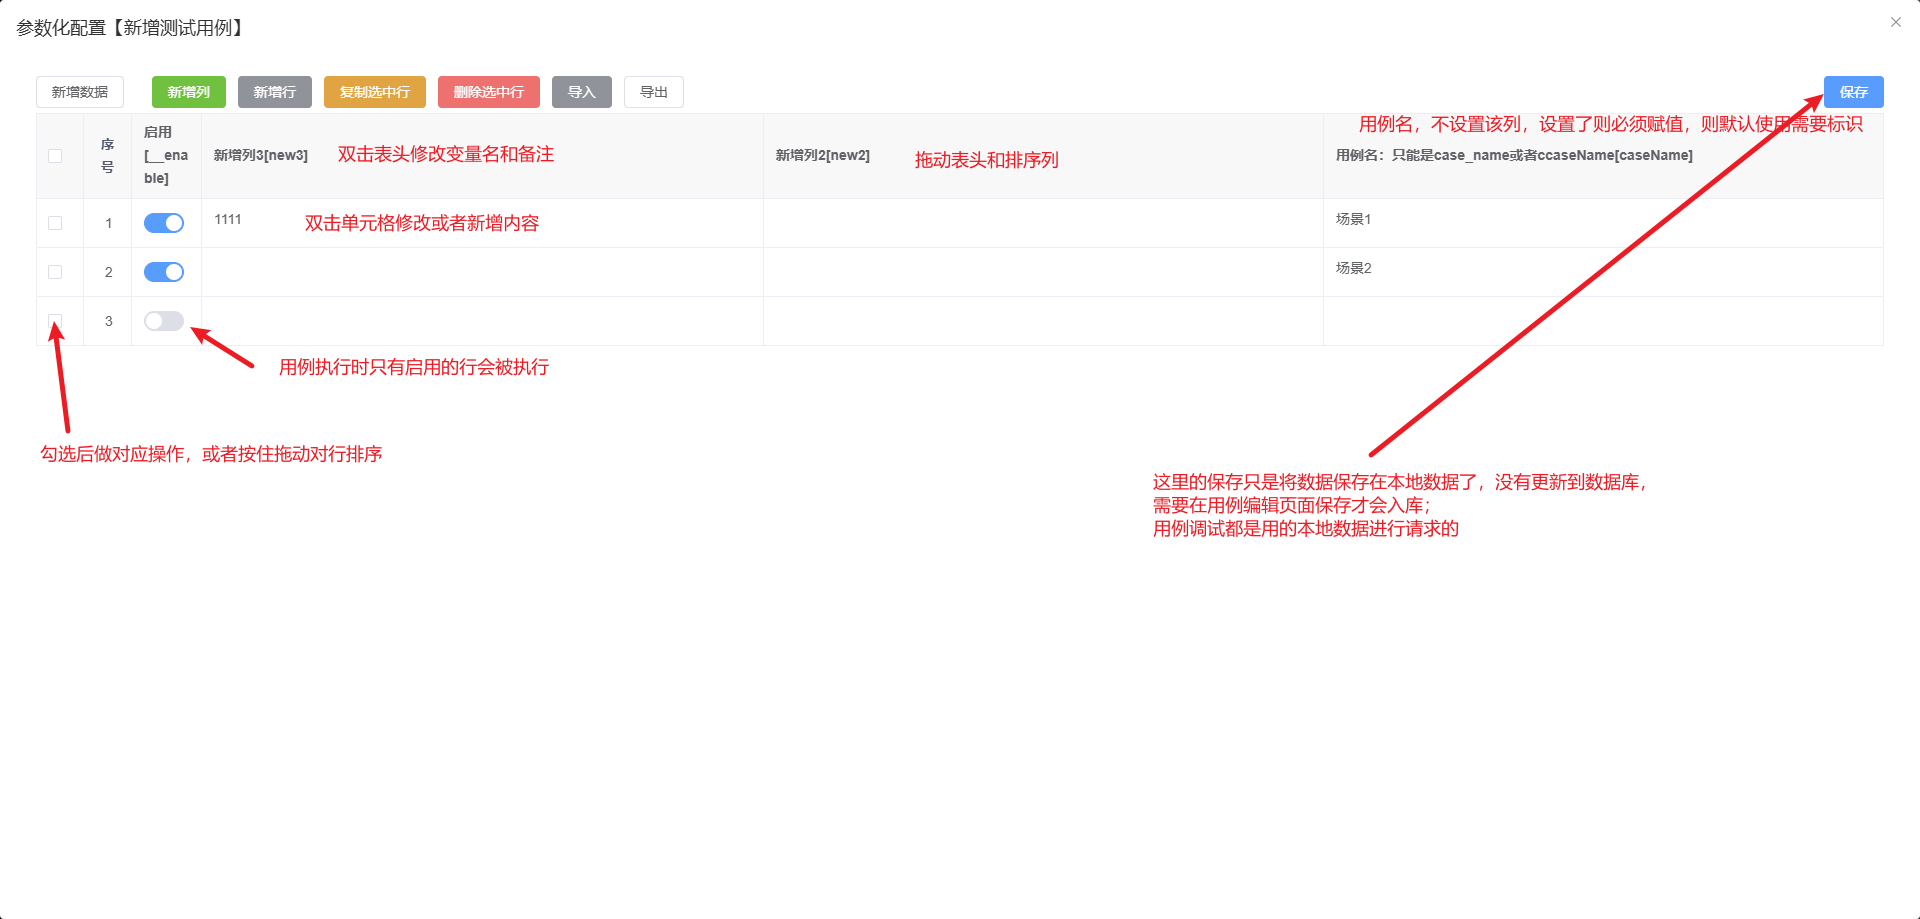 参数化配置【新增测试用例】
新增数据 新增列 新增行 复制选中行 删除选中行 导入 导出 保存
用例名，不设置该列，设置了则必须赋值，则默认使用需要标识
序号
启用
[__ena
ble]
新增列3[new3] 双击表头修改变量名和备注
新增列2[new2] 拖动表头和排序列
用例名：只能是case_name或者ccaseName[caseName]
1 1111 双击单元格修改或者新增内容 场景1
2 场景2
3
用例执行时只有启用的行会被执行
勾选后做对应操作，或者按住拖动对行排序
这里的保存只是将数据保存在本地数据了，没有更新到数据库，
需要在用例编辑页面保存才会入库；
用例调试都是用的本地数据进行请求的